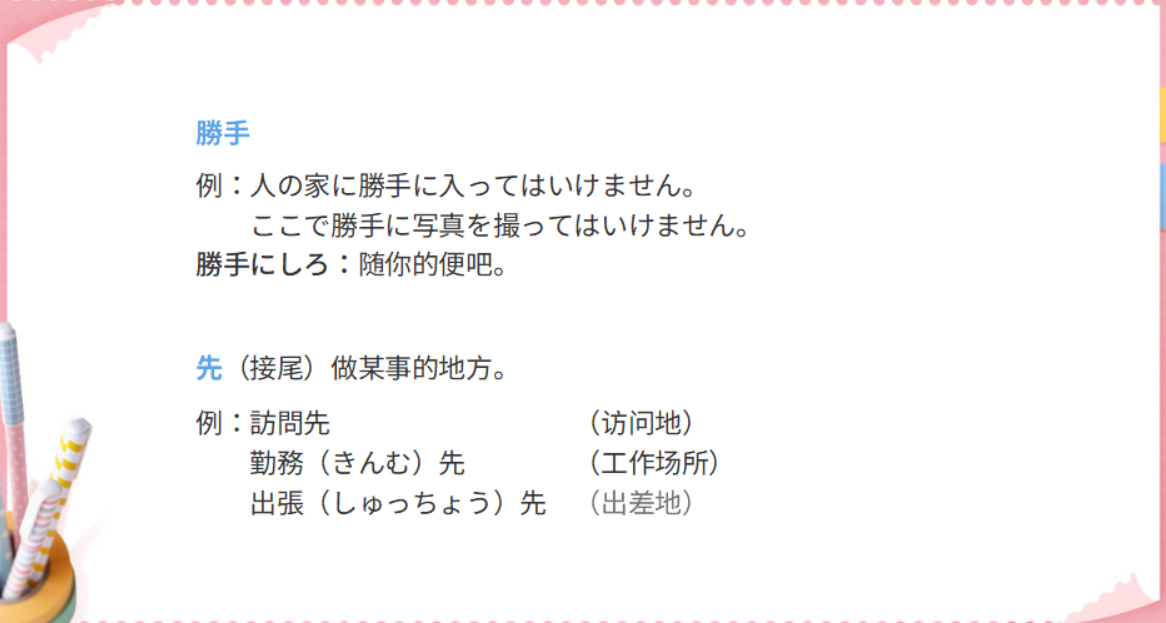 勝手
例：人の家に勝手に入ってはいけません。
ここで勝手に写真を撮ってはいけません。
勝手にしろ：随你的便吧。
先（接尾）做某事的地方。
例：訪問先 （访问地）
勤務（きんむ）先 （工作场所）
出張（しゅっちょう）先 （出差地）